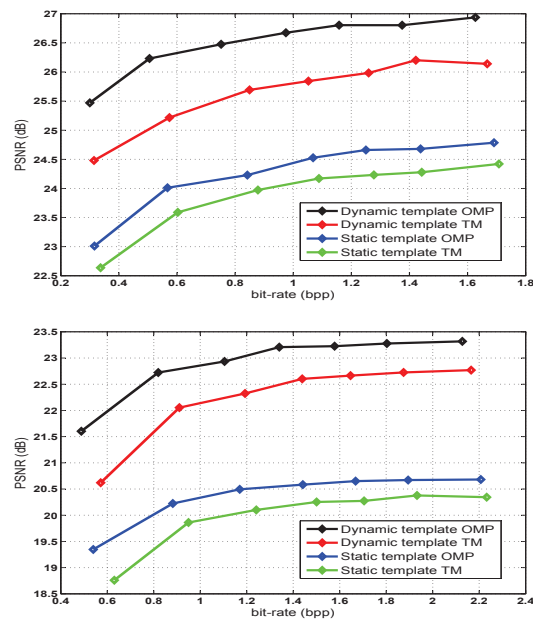 27
26.5
26
25.5
25
24.5
24
23.5
23
22.5
PSNR (dB)
Dynamic template OMP
Dynamic template TM
Static template OMP
Static template TM
0.2 0.4 0.6 0.8 1 1.2 1.4 1.6 1.8
bit-rate (bpp)
23.5
23
22.5
22
21.5
21
20.5
20
19.5
19
18.5
PSNR (dB)
Dynamic template OMP
Dynamic template TM
Static template OMP
Static template TM
0.4 0.6 0.8 1 1.2 1.4 1.6 1.8 2 2.2 2.4
bit-rate (bpp)